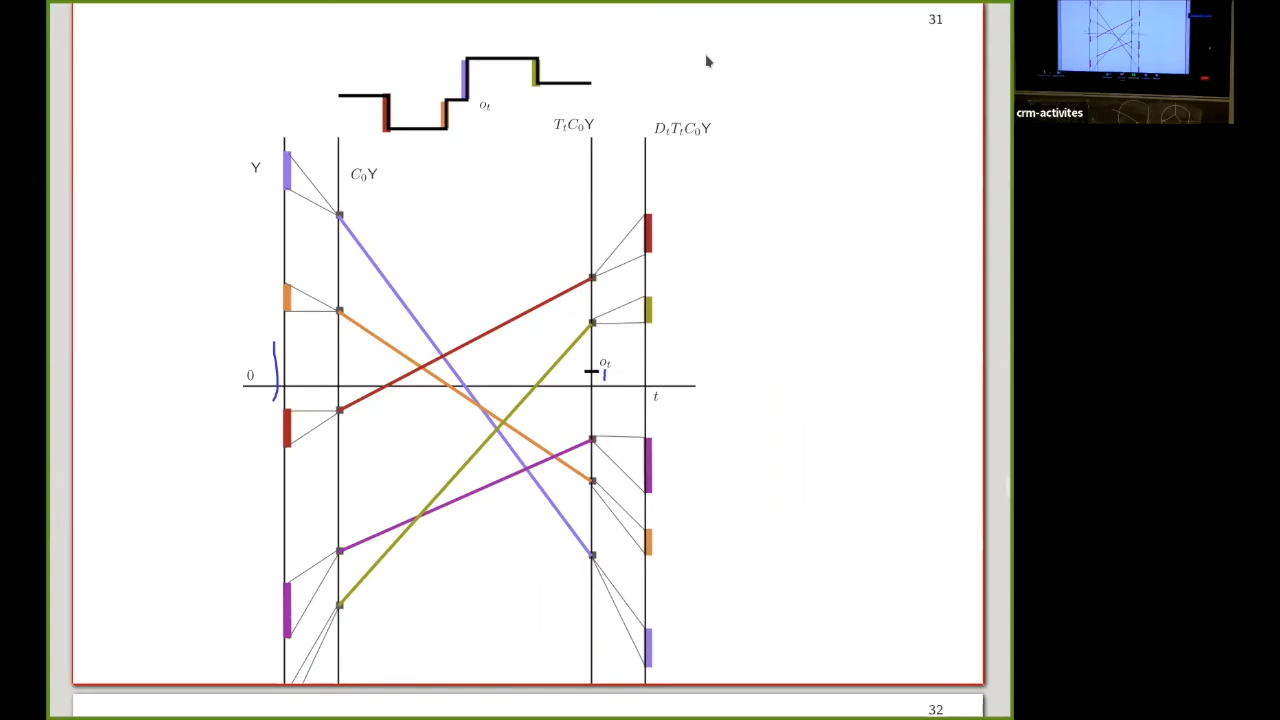 31
o_t
T_tC_0Y
D_tT_tC_0Y
Y
C_0Y
crm-activites
0
o_t
t
32